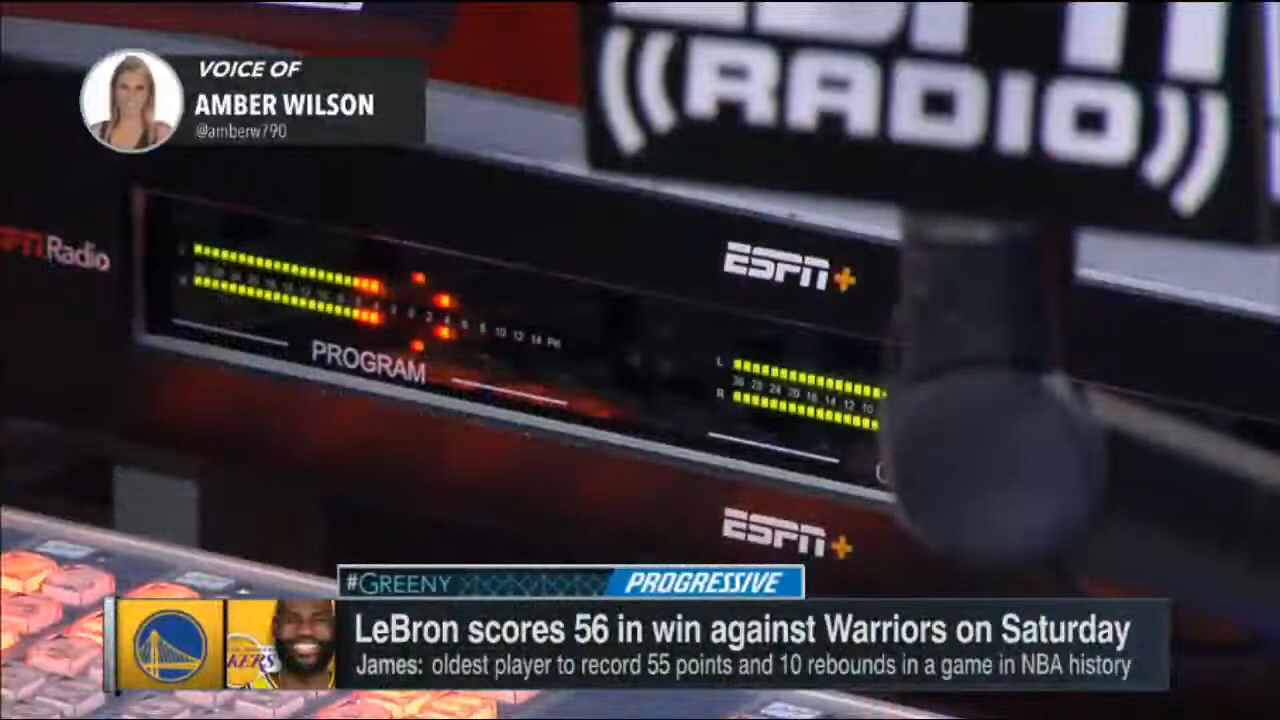 VOICE OF
AMBER WILSON
@amberw790
ESPN
RADIO
ESPN Radio
ESPN+
PROGRAM
L
R
ESPN+
#GREENY
PROGRESSIVE
LeBron scores 56 in win against Warriors on Saturday
James: oldest player to record 55 points and 10 rebounds in a game in NBA history